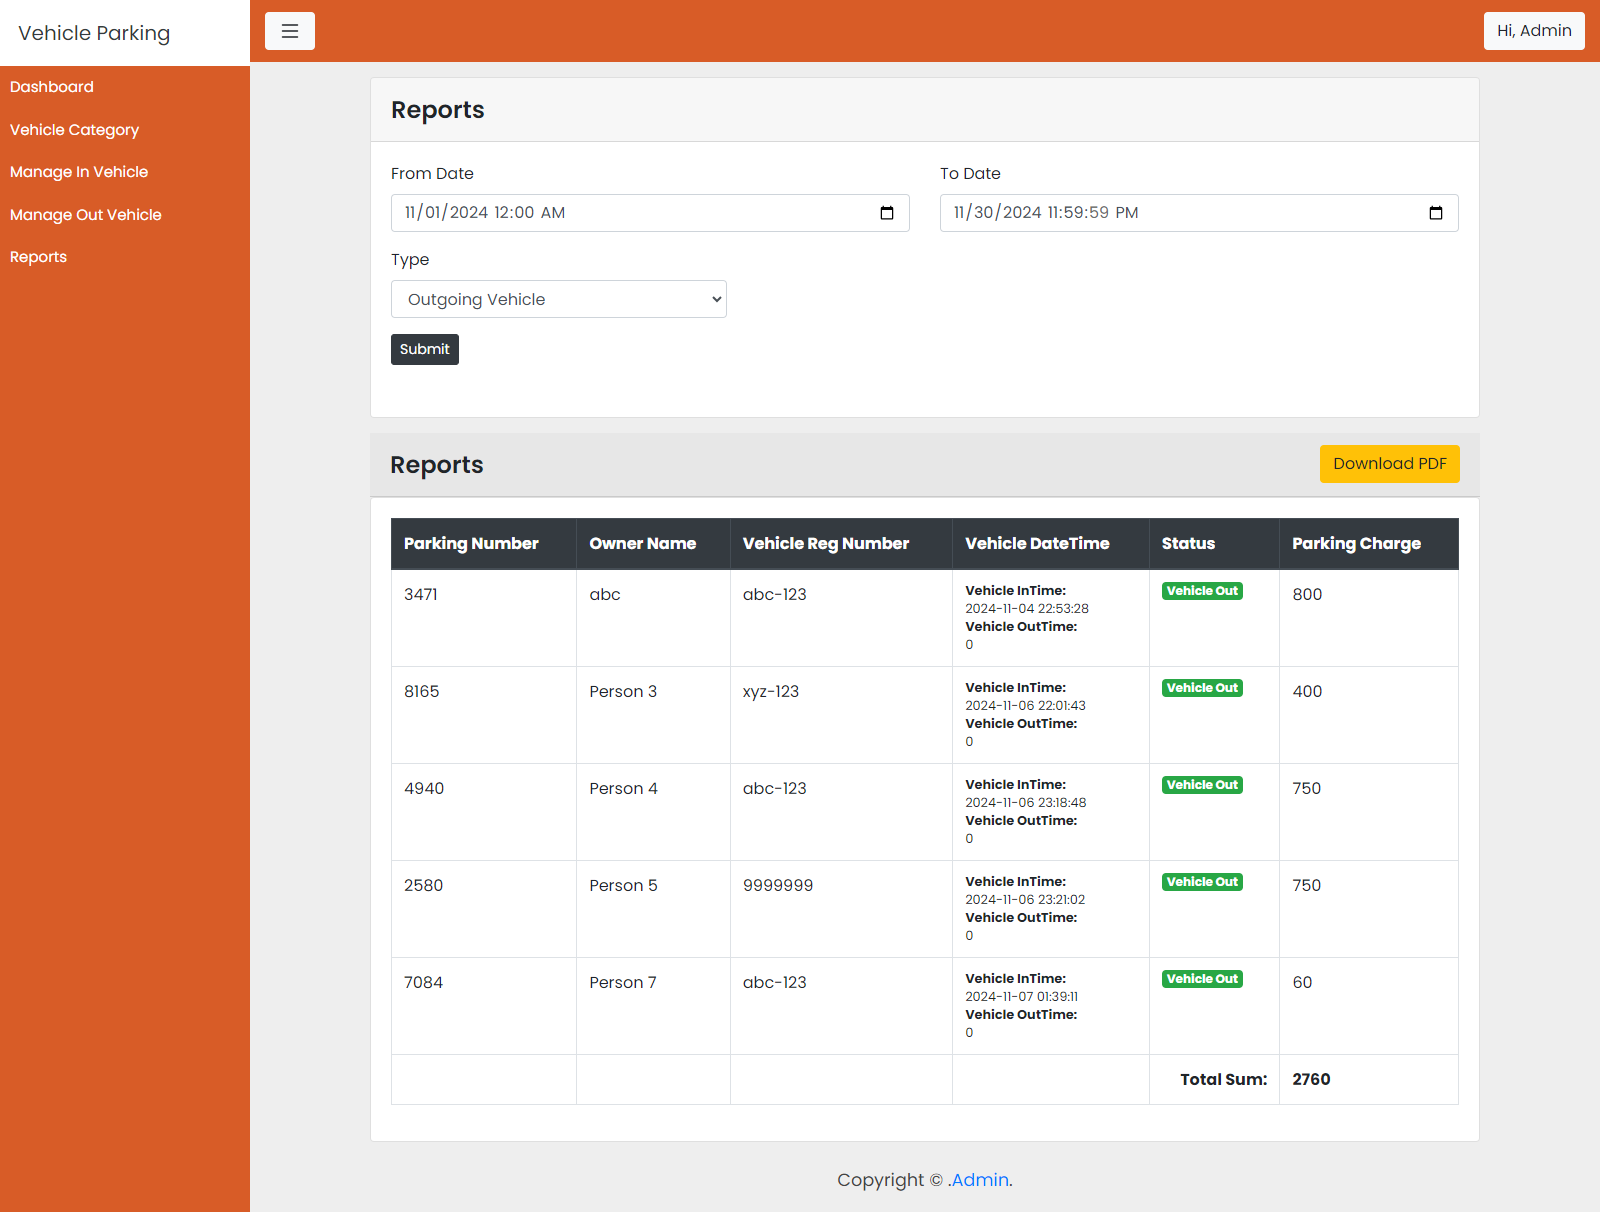 Vehicle Parking
Hi, Admin
Dashboard
Vehicle Category
Manage In Vehicle
Manage Out Vehicle
Reports
Reports
From Date
To Date
11/01/2024 12:00 AM
11/30/2024 11:59:59 PM
Type
Outgoing Vehicle
Submit
Reports
Download PDF
Parking Number Owner Name Vehicle Reg Number Vehicle DateTime Status Parking Charge
3471 abc abc-123 Vehicle InTime: Vehicle Out 800
2024-11-04 22:53:28
Vehicle OutTime:
0
8165 Person 3 xyz-123 Vehicle InTime: Vehicle Out 400
2024-11-06 22:01:43
Vehicle OutTime:
0
4940 Person 4 abc-123 Vehicle InTime: Vehicle Out 750
2024-11-06 23:18:48
Vehicle OutTime:
0
2580 Person 5 9999999 Vehicle InTime: Vehicle Out 750
2024-11-06 23:21:02
Vehicle OutTime:
0
7084 Person 7 abc-123 Vehicle InTime: Vehicle Out 60
2024-11-07 01:39:11
Vehicle OutTime:
0
Total Sum: 2760
Copyright © .Admin.